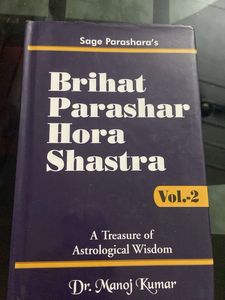 Sage Parashara's
Brihat
Parashar
Hora
Shastra
Vol.-2
A Treasure of
Astrological Wisdom
Dr. Manoj Kumar